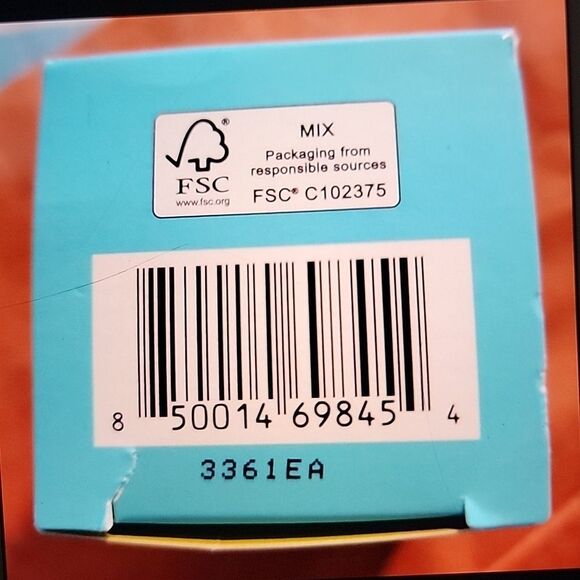 MIX
Packaging from
responsible sources
FSC® C102375
®
FSC
www.fsc.org
8 50014 69845 4
3361EA